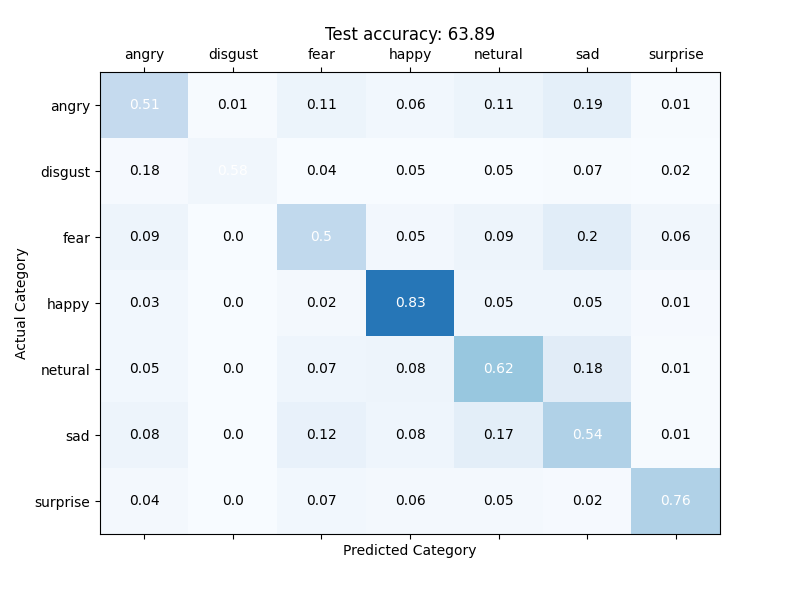 Test accuracy: 63.89
angry disgust fear happy netural sad surprise
angry 0.51 0.01 0.11 0.06 0.11 0.19 0.01
disgust 0.18 0.58 0.04 0.05 0.05 0.07 0.02
fear 0.09 0.0 0.5 0.05 0.09 0.2 0.06
happy 0.03 0.0 0.02 0.83 0.05 0.05 0.01
netural 0.05 0.0 0.07 0.08 0.62 0.18 0.01
sad 0.08 0.0 0.12 0.08 0.17 0.54 0.01
surprise 0.04 0.0 0.07 0.06 0.05 0.02 0.76
Actual Category
Predicted Category